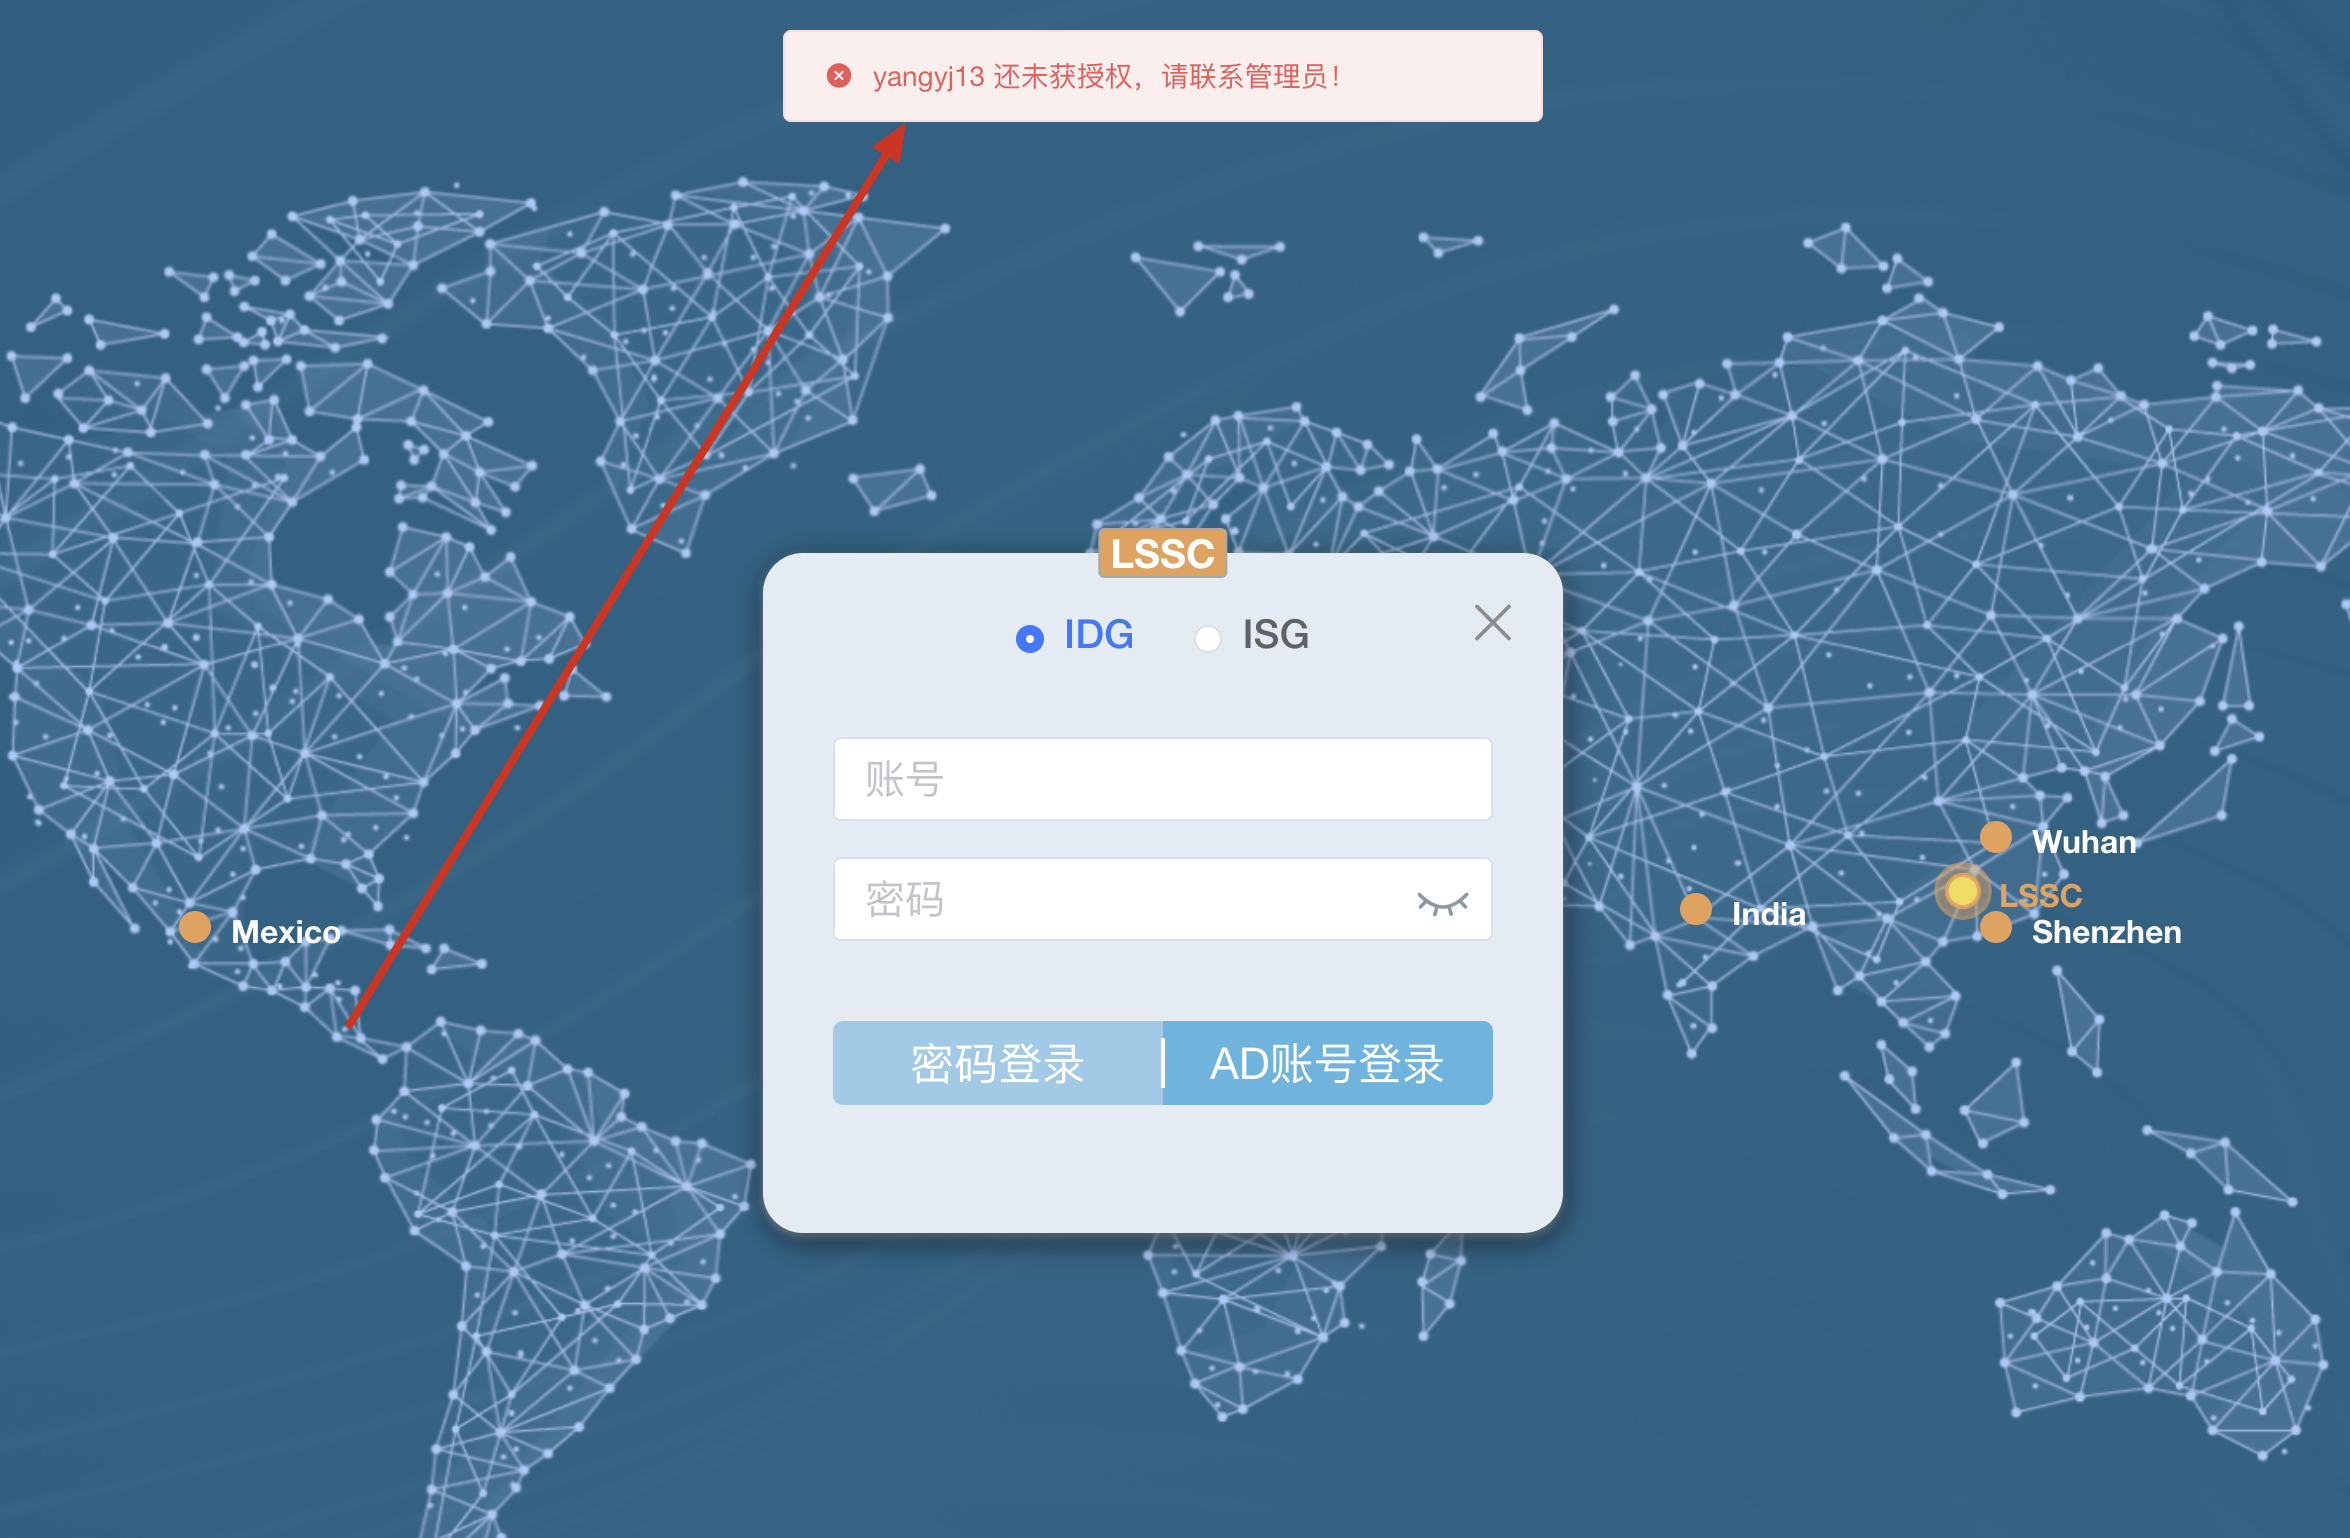 yangyj13 还未获授权，请联系管理员！
LSSC
IDG
ISG
账号
密码
密码登录
AD账号登录
Mexico
India
Wuhan
LSSC
Shenzhen